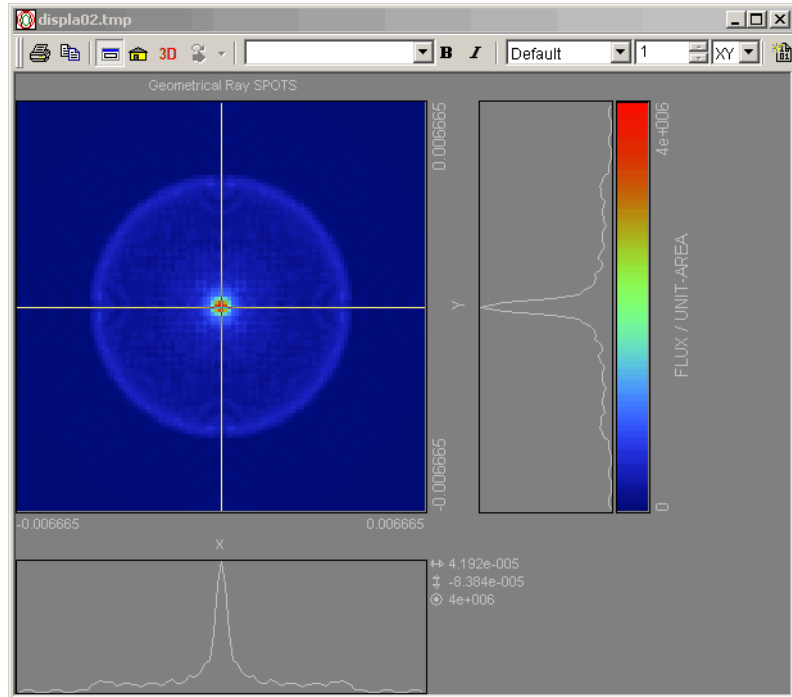 displa02.tmp
3D
B I Default 1 XY
Geometrical Ray SPOTS
0.006665
-0.006665
Y
4e+006
0
FLUX / UNIT-AREA
-0.006665 0.006665
X
4.192e-005
-8.384e-005
4e+006